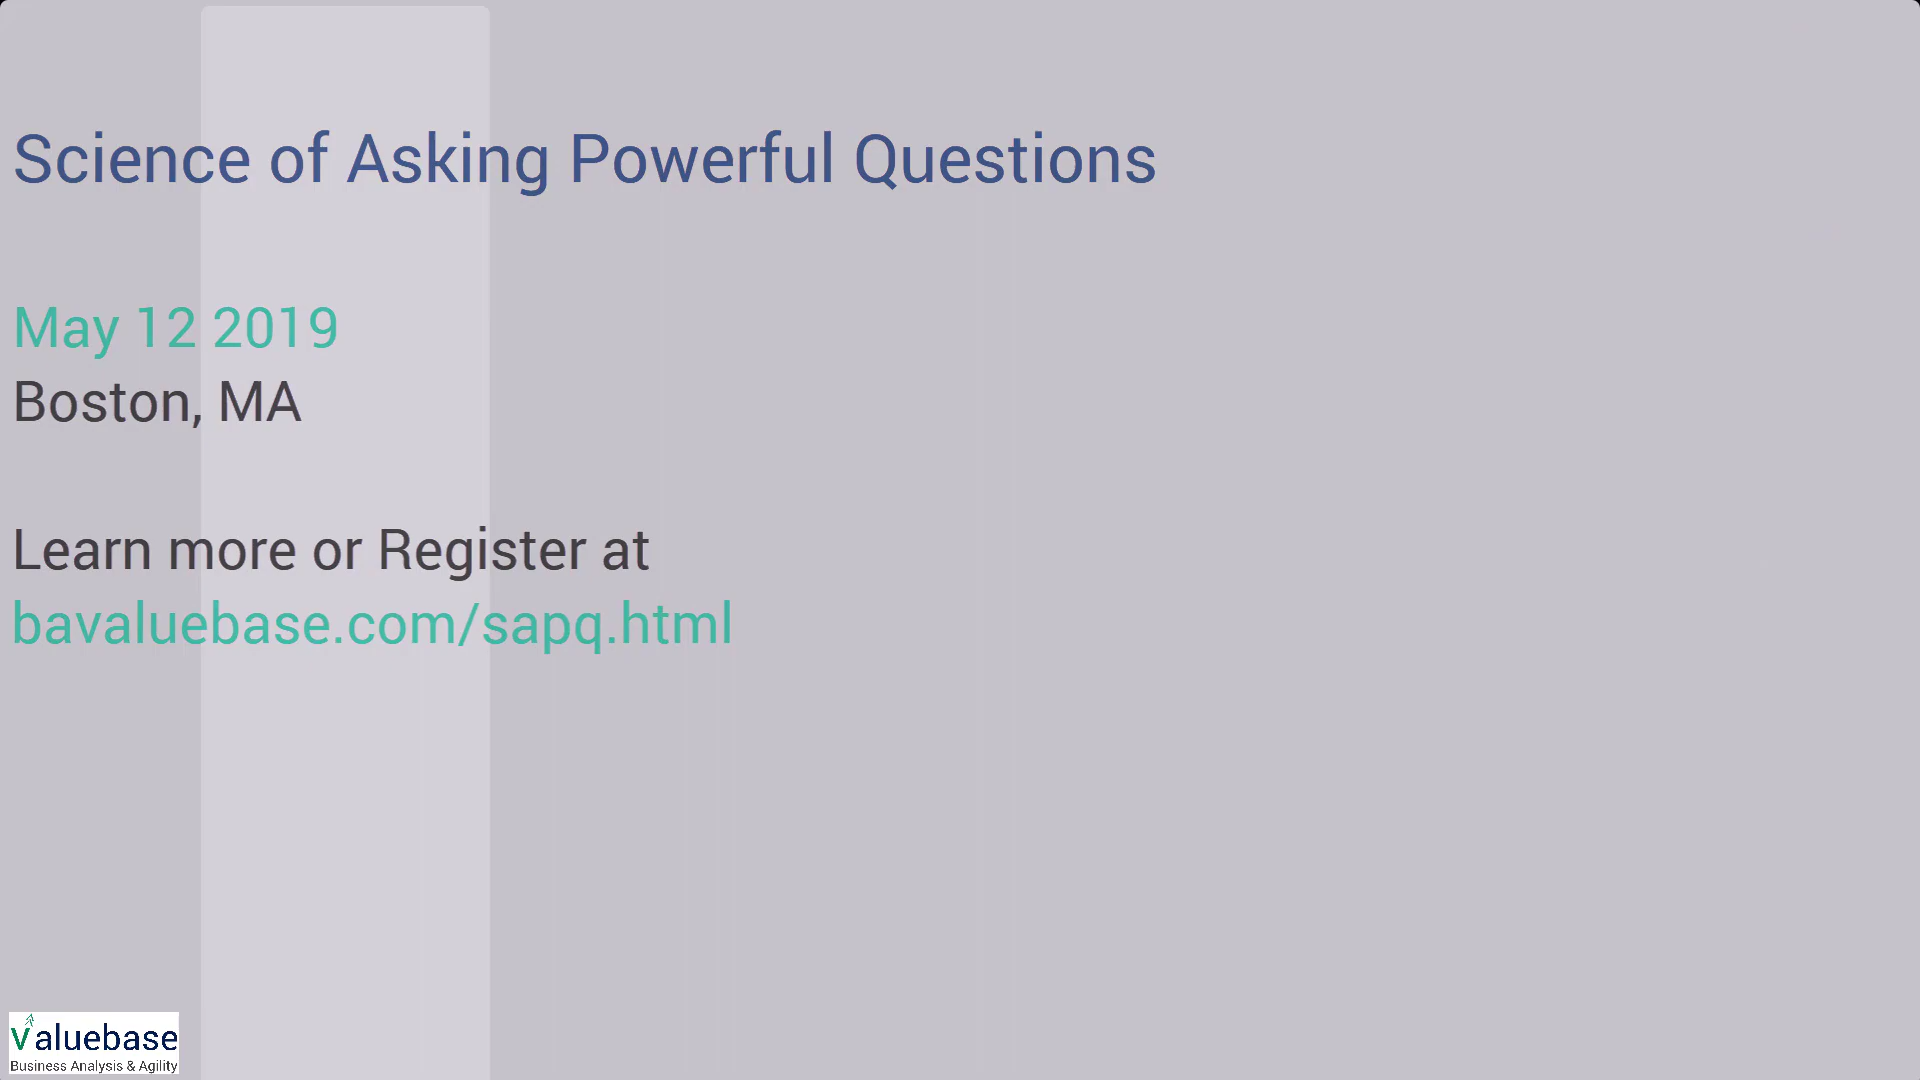 Science of Asking Powerful Questions
May 12 2019
Boston, MA
Learn more or Register at
bavaluebase.com/sapq.html
Valuebase
Business Analysis & Agility